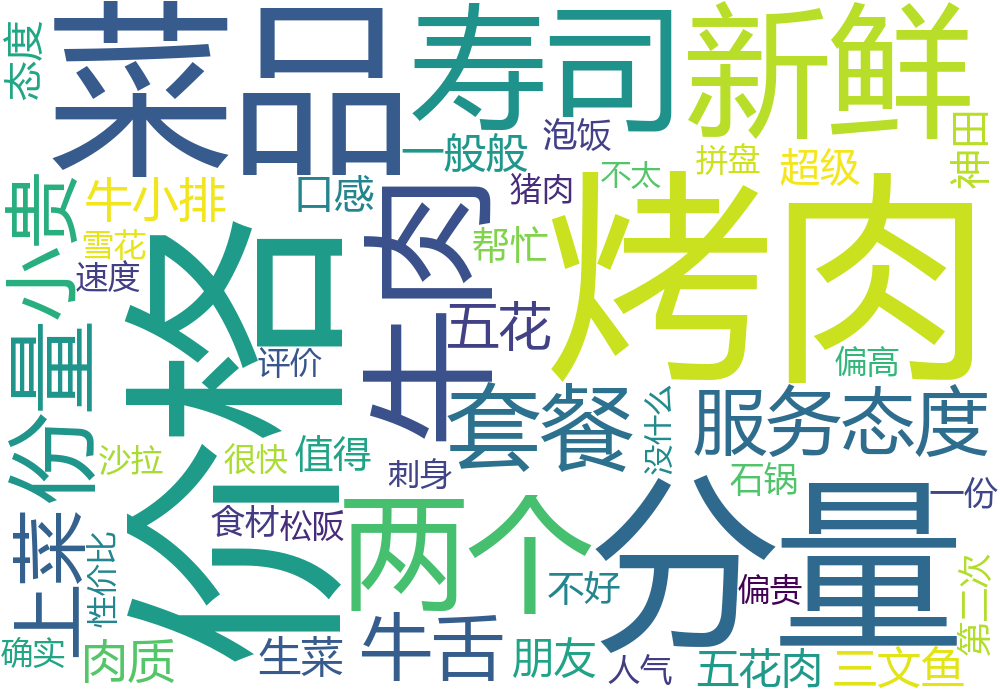 态度
菜品
寿司
新鲜
一般般
泡饭
不太
拼盘
超级
神田
小贵
牛小排
口感
猪肉
牛肉
帮忙
烤肉
雪花
速度
价格
五花
评价
偏高
份量
套餐
没什么
服务态度
沙拉
很快
值得
刺身
石锅
一份
上菜
性价比
食材
松阪
两个
分量
不好
偏贵
第二次
确实
肉质
生菜
牛舌
朋友
人气
五花肉
三文鱼